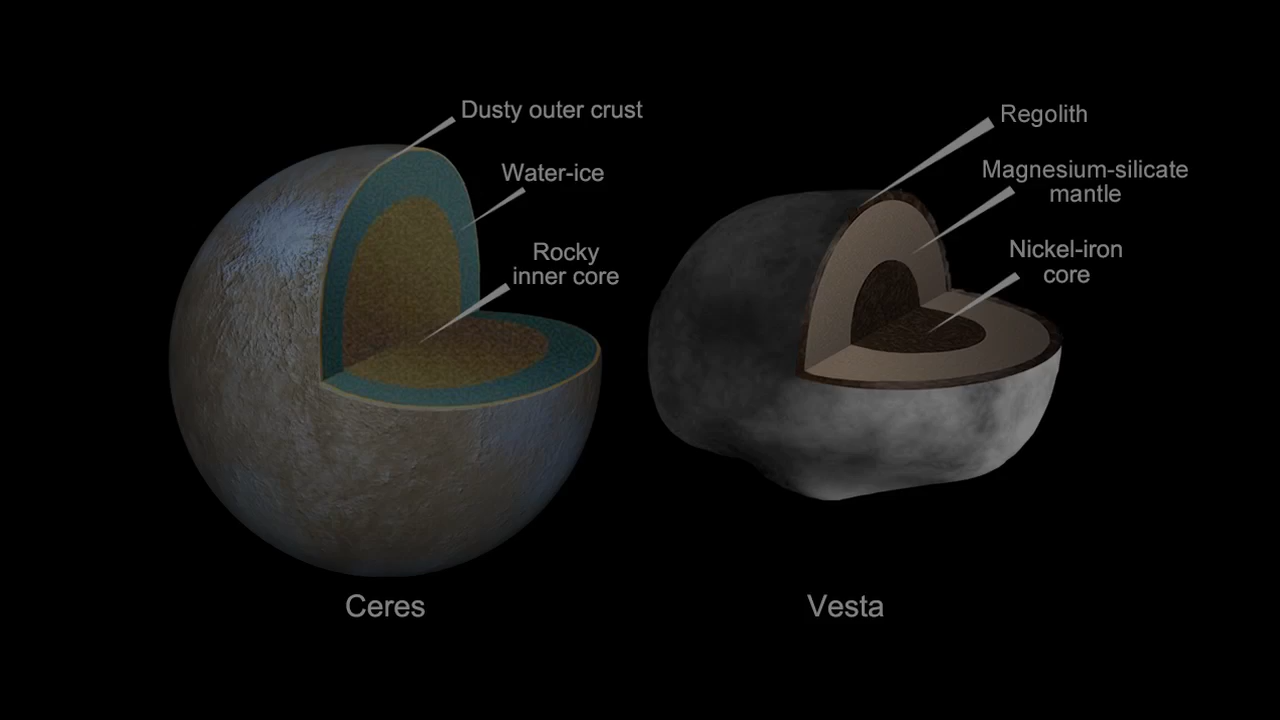 Dusty outer crust
Water-ice
Rocky
inner core
Ceres
Regolith
Magnesium-silicate
mantle
Nickel-iron
core
Vesta